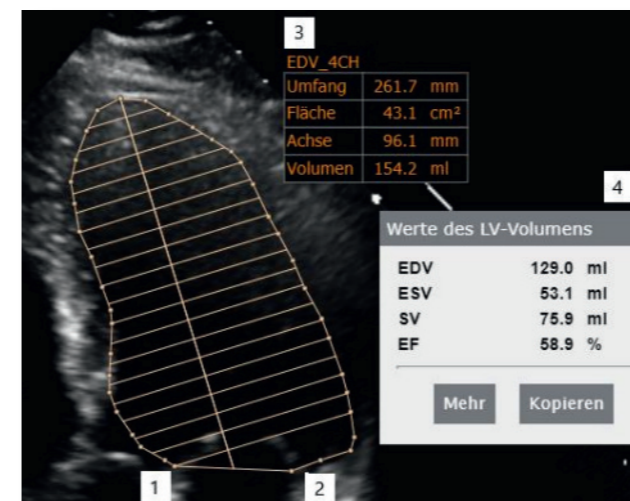 3
EDV_4CH
Umfang 261.7 mm
Fläche 43.1 cm²
Achse 96.1 mm
Volumen 154.2 ml
4
Werte des LV-Volumens
EDV 129.0 ml
ESV 53.1 ml
SV 75.9 ml
EF 58.9 %
Mehr Kopieren
1 2